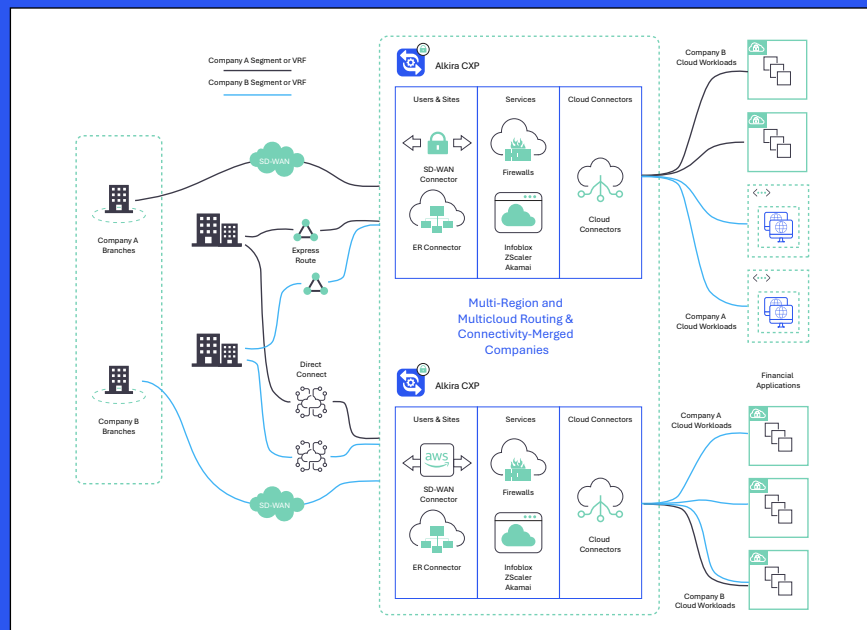 Company A Segment or VRF
Company B Segment or VRF
SD-WAN
Company A
Branches
Express
Route
Direct
Connect
Company B
Branches
SD-WAN
Alkira CXP
Users & Sites
Services
Cloud Connectors
SD-WAN
Connector
Firewalls
ER Connector
Infoblox
ZScaler
Akamai
Cloud
Connectors
Multi-Region and
Multicloud Routing &
Connectivity-Merged
Companies
Alkira CXP
Users & Sites
Services
Cloud Connectors
aws
SD-WAN
Connector
Firewalls
ER Connector
Infoblox
ZScaler
Akamai
Cloud
Connectors
Company B
Cloud Workloads
Company A
Cloud Workloads
Financial
Applications
Company A
Cloud Workloads
Company B
Cloud Workloads